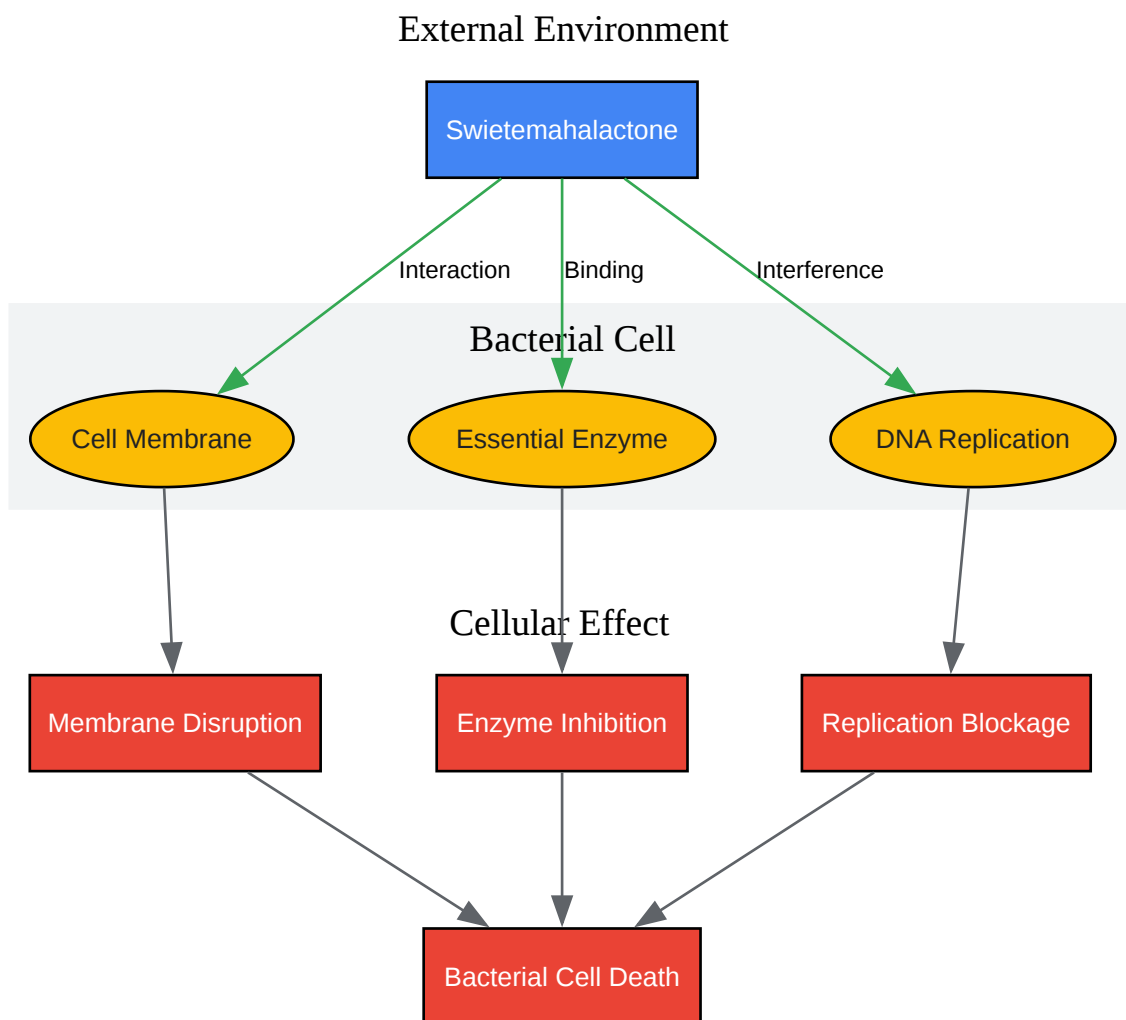 External Environment
Swietemahalactone
Interaction
Binding
Interference
Bacterial Cell
Cell Membrane
Essential Enzyme
DNA Replication
Cellular Effect
Membrane Disruption
Enzyme Inhibition
Replication Blockage
Bacterial Cell Death